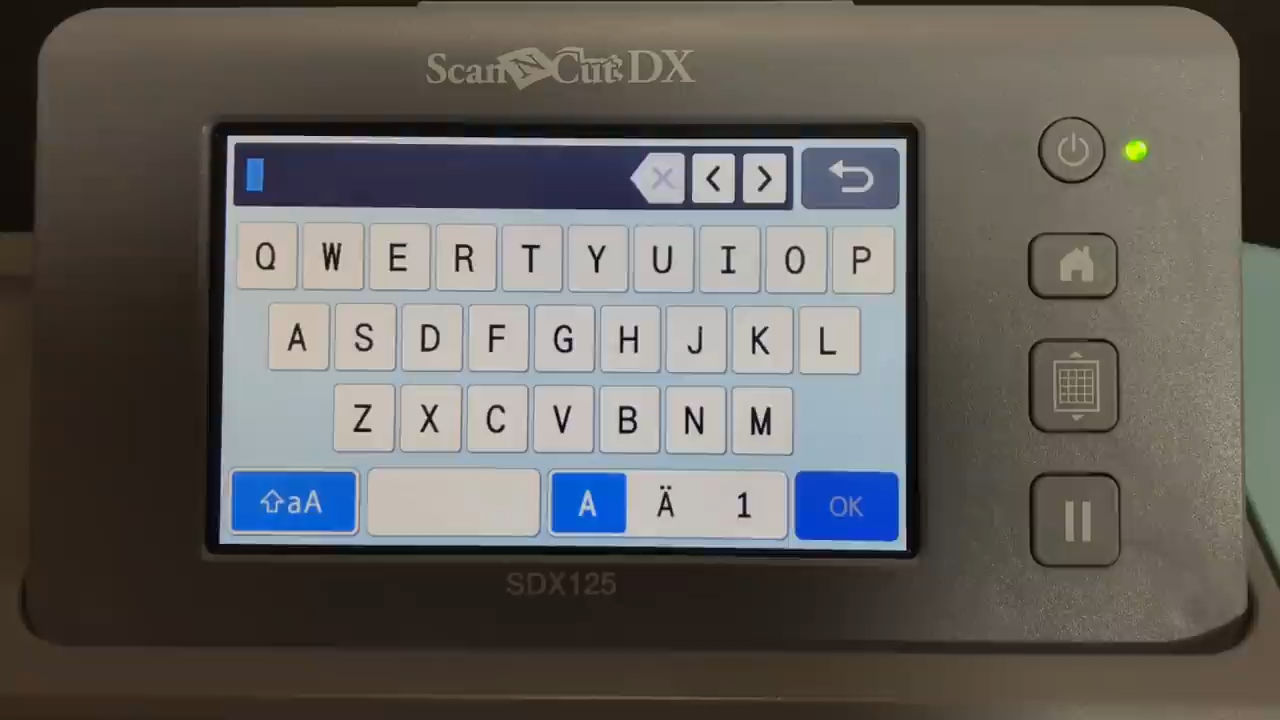 ScanNCut DX
Q W E R T Y U I O P
A S D F G H J K L
Z X C V B N M
aA A Ä 1 OK
SDX125